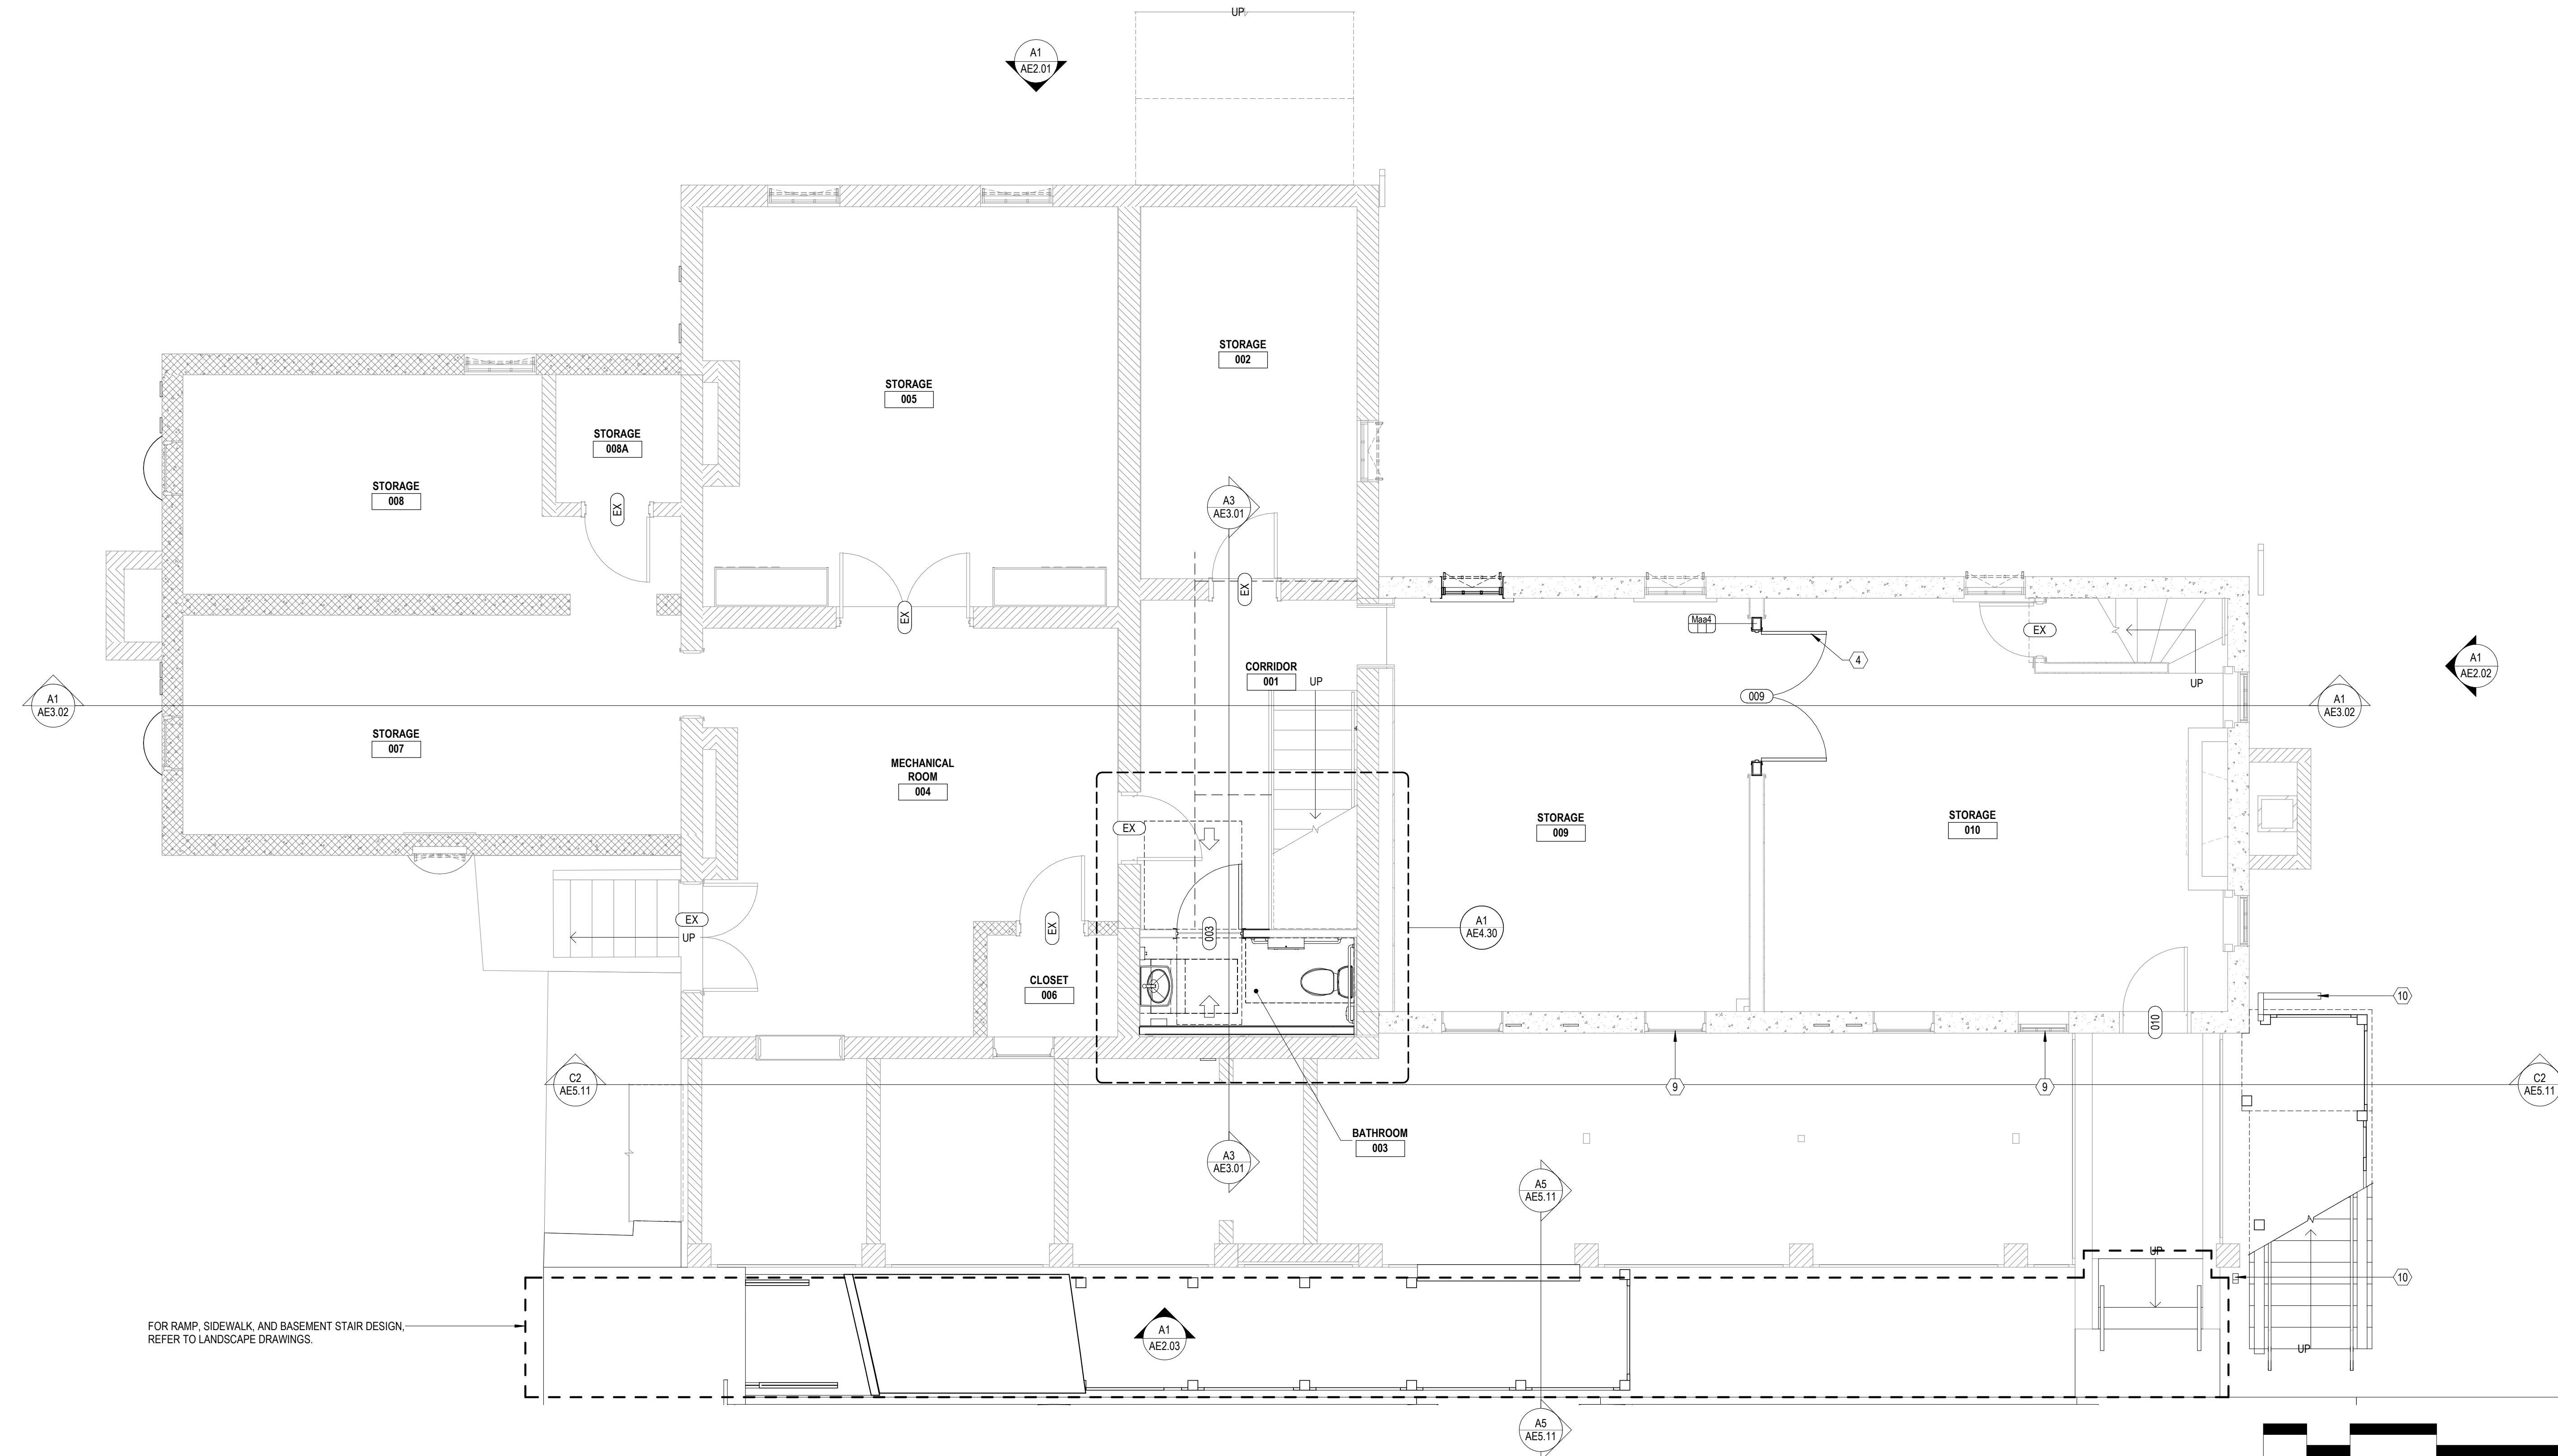 UP
A1
AE2.01
STORAGE
002
STORAGE
005
STORAGE
008A
EX
STORAGE
008
A3
AE3.01
EX
EX
Maa4
4
EX
CORRIDOR
001
UP
009
UP
A1
AE2.02
A1
AE3.02
A1
AE3.02
STORAGE
007
MECHANICAL
ROOM
004
STORAGE
009
STORAGE
010
EX
EX
UP
EX
003
A1
AE4.30
CLOSET
006
10
010
C2
AE5.11
9
9
C2
AE5.11
BATHROOM
003
A3
AE3.01
A5
AE5.11
UP
10
FOR RAMP, SIDEWALK, AND BASEMENT STAIR DESIGN,
REFER TO LANDSCAPE DRAWINGS.
A1
AE2.03
UP
A5
AE5.11